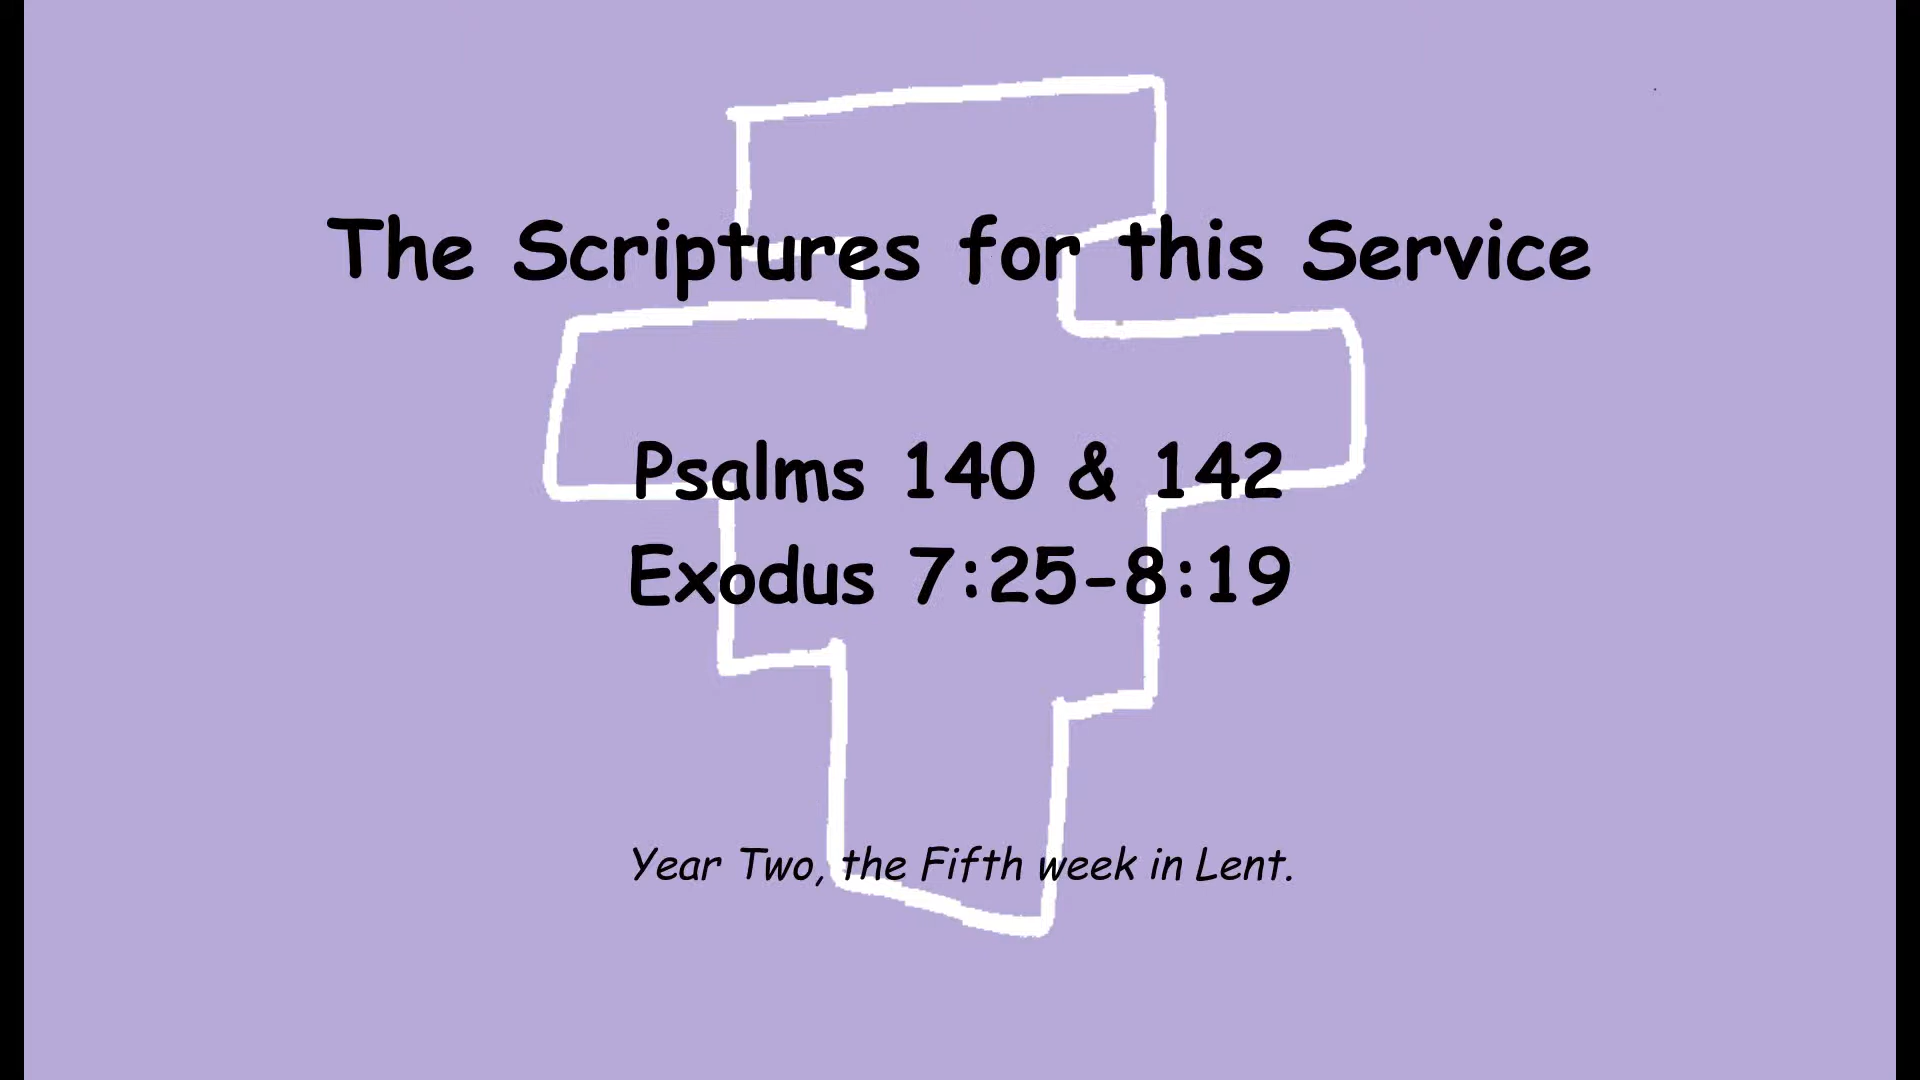 The Scriptures for this Service
Psalms 140 & 142
Exodus 7:25-8:19
Year Two, the Fifth week in Lent.